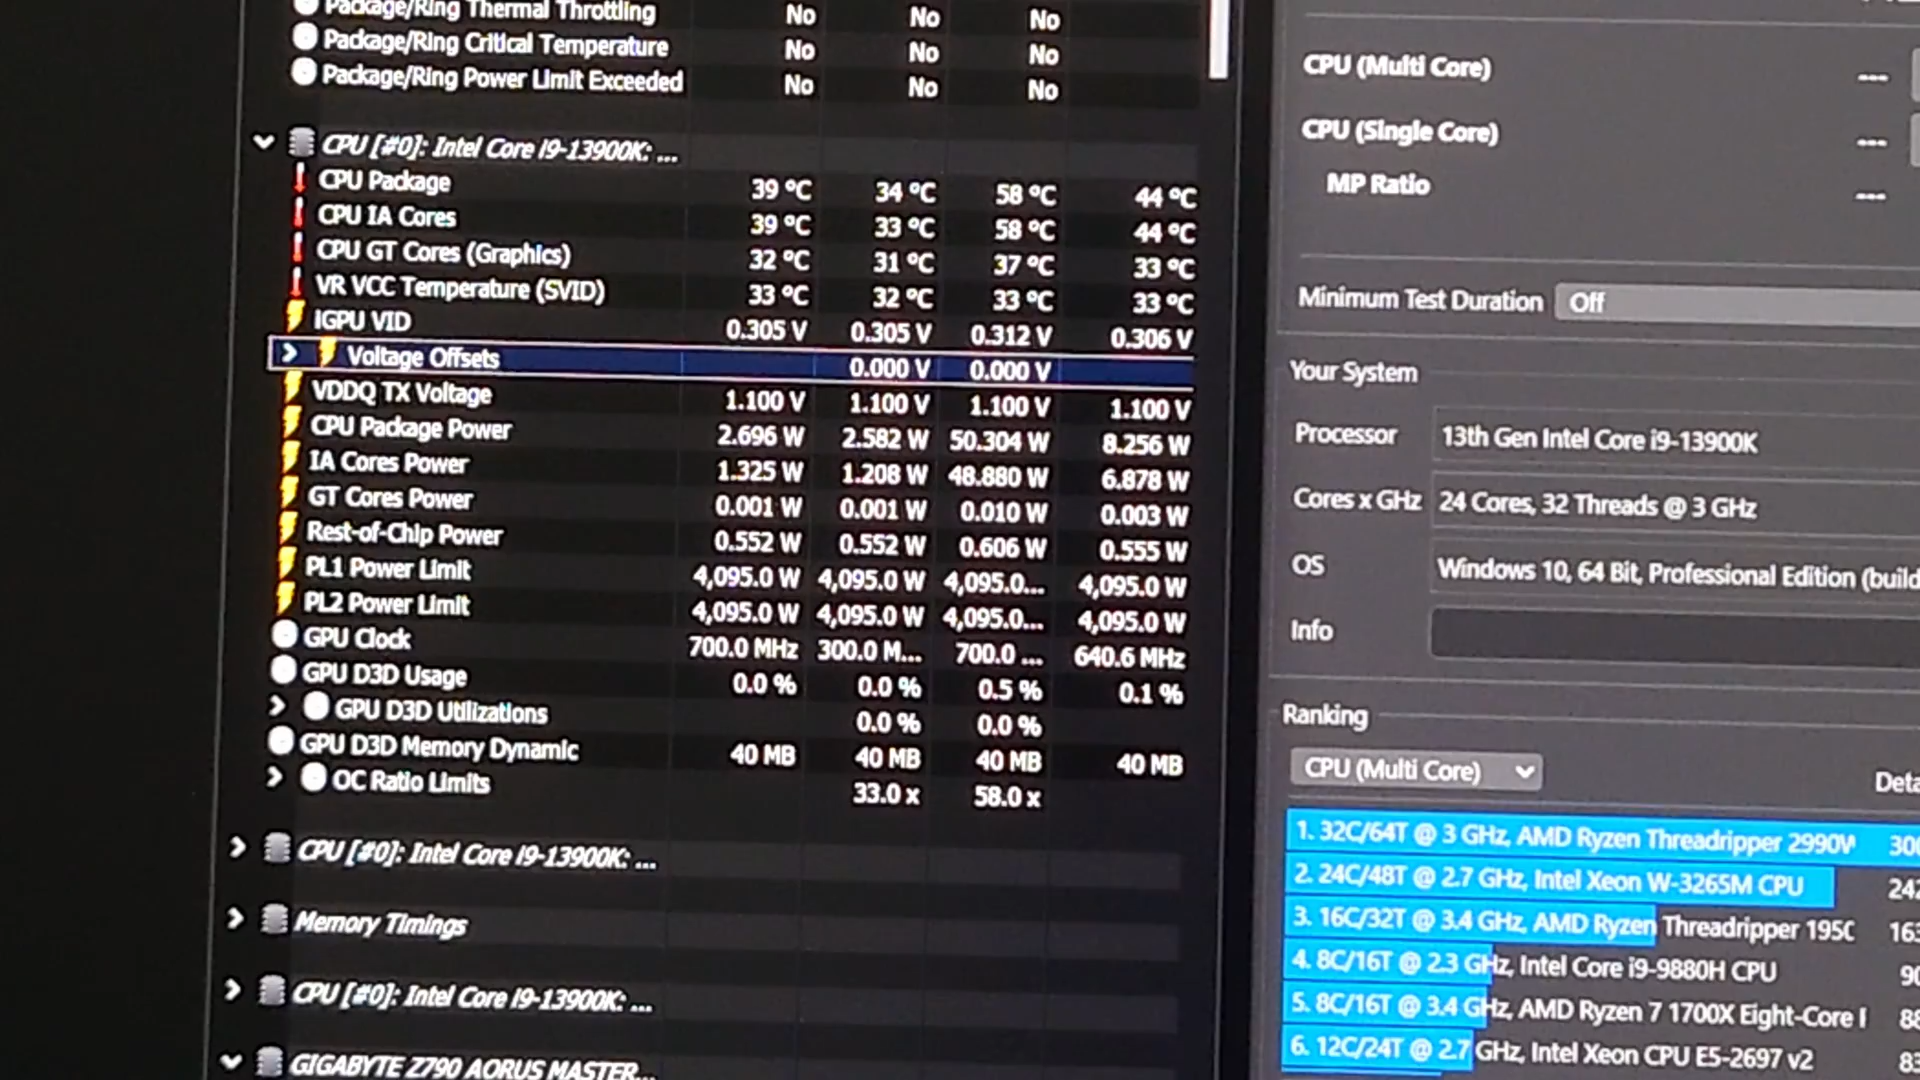 Package/Ring Thermal Throttling No No No
Package/Ring Critical Temperature No No No
Package/Ring Power Limit Exceeded No No No
CPU [#0]: Intel Core i9-13900K: ...
CPU Package 39 °C 34 °C 58 °C 44 °C
CPU IA Cores 39 °C 33 °C 58 °C 44 °C
CPU GT Cores (Graphics) 32 °C 31 °C 37 °C 33 °C
VR VCC Temperature (SVID) 33 °C 32 °C 33 °C 33 °C
IGPU VID 0.305 V 0.305 V 0.312 V 0.306 V
Voltage Offsets 0.000 V 0.000 V
VDDQ TX Voltage 1.100 V 1.100 V 1.100 V 1.100 V
CPU Package Power 2.696 W 2.582 W 50.304 W 8.256 W
IA Cores Power 1.325 W 1.208 W 48.880 W 6.878 W
GT Cores Power 0.001 W 0.001 W 0.010 W 0.003 W
Rest-of-Chip Power 0.552 W 0.552 W 0.606 W 0.555 W
PL1 Power Limit 4,095.0 W 4,095.0 W 4,095.0... 4,095.0 W
PL2 Power Limit 4,095.0 W 4,095.0 W 4,095.0... 4,095.0 W
GPU Clock 700.0 MHz 300.0 M... 700.0 ... 640.6 MHz
GPU D3D Usage 0.0 % 0.0 % 0.5 % 0.1 %
GPU D3D Utilizations 0.0 % 0.0 %
GPU D3D Memory Dynamic 40 MB 40 MB 40 MB 40 MB
OC Ratio Limits 33.0 x 58.0 x
CPU [#0]: Intel Core i9-13900K: ...
Memory Timings
CPU [#0]: Intel Core i9-13900K: ...
GIGABYTE Z790 AORUS MASTER...
CPU (Multi Core) ---
CPU (Single Core) ---
MP Ratio ---
Minimum Test Duration Off
Your System
Processor 13th Gen Intel Core i9-13900K
Cores x GHz 24 Cores, 32 Threads @ 3 GHz
OS Windows 10, 64 Bit, Professional Edition (build
Info
Ranking
CPU (Multi Core) Deta
1. 32C/64T @ 3 GHz, AMD Ryzen Threadripper 2990W 300
2. 24C/48T @ 2.7 GHz, Intel Xeon W-3265M CPU 242
3. 16C/32T @ 3.4 GHz, AMD Ryzen Threadripper 1950 163
4. 8C/16T @ 2.3 GHz, Intel Core i9-9880H CPU 90
5. 8C/16T @ 3.4 GHz, AMD Ryzen 7 1700X Eight-Core 88
6. 12C/24T @ 2.7 GHz, Intel Xeon CPU E5-2697 v2 83